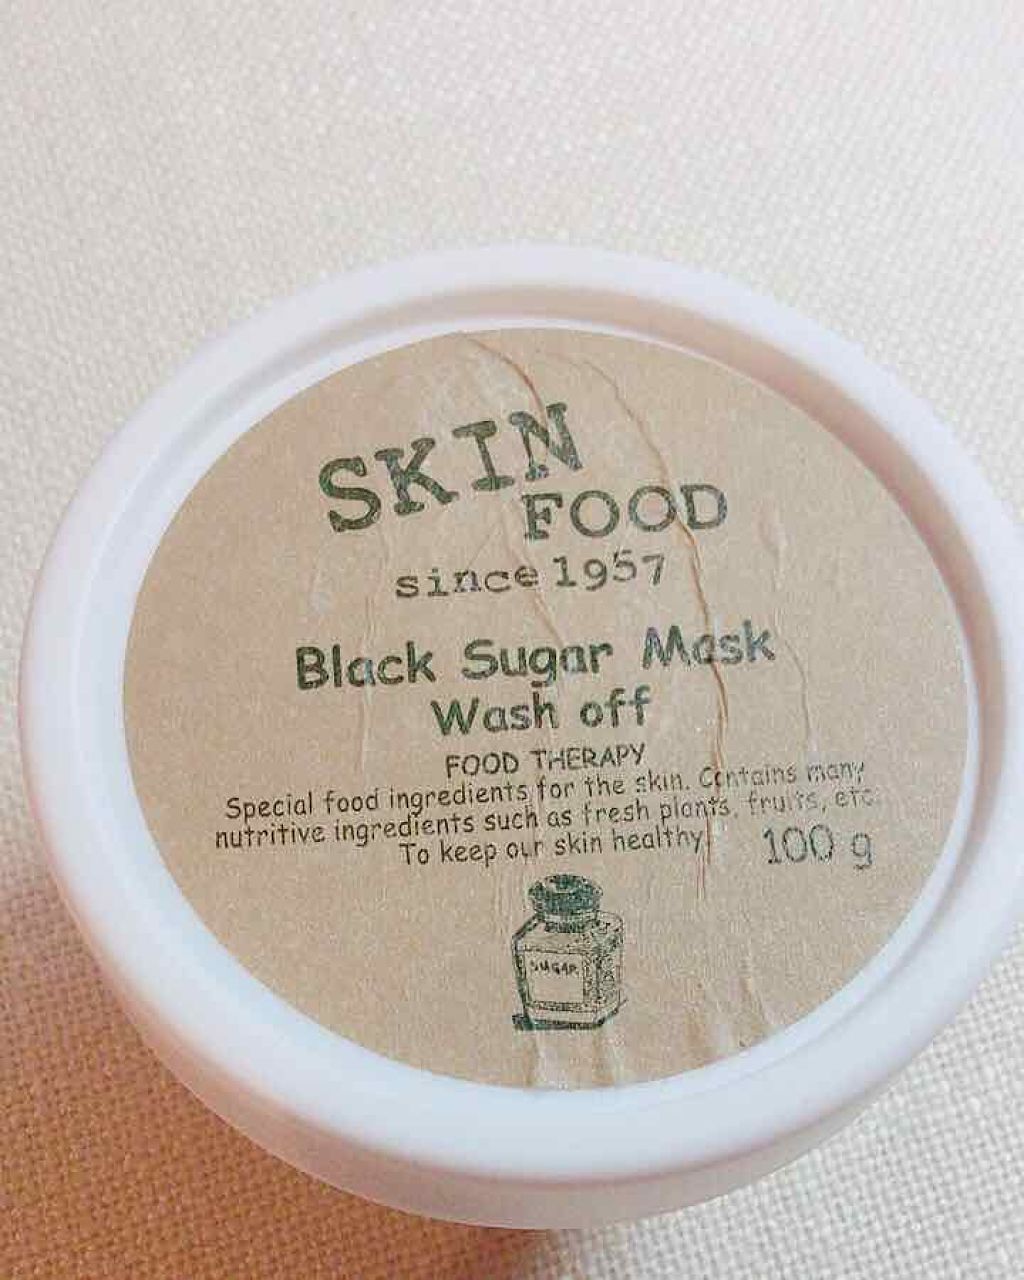 SKIN
FOOD
since 1957
Black Sugar Mask
Wash off
FOOD THERAPY
Special food ingredients for the skin. Contains many
nutritive ingredients such as fresh plants, fruits, etc.
To keep our skin healthy
100 g
SUGAR